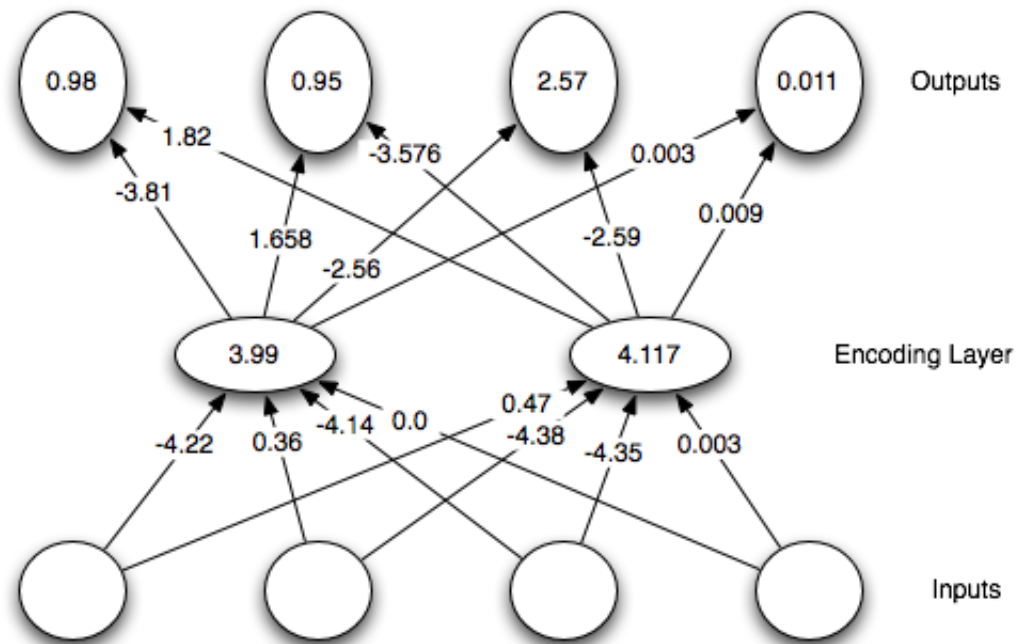 0.98 0.95 2.57 0.011 Outputs
1.82 -3.576 0.003
-3.81 0.009
1.658 -2.59
-2.56
3.99 4.117 Encoding Layer
0.47
-4.14 0.0
-4.22 0.36 -4.38 0.003
-4.35
Inputs